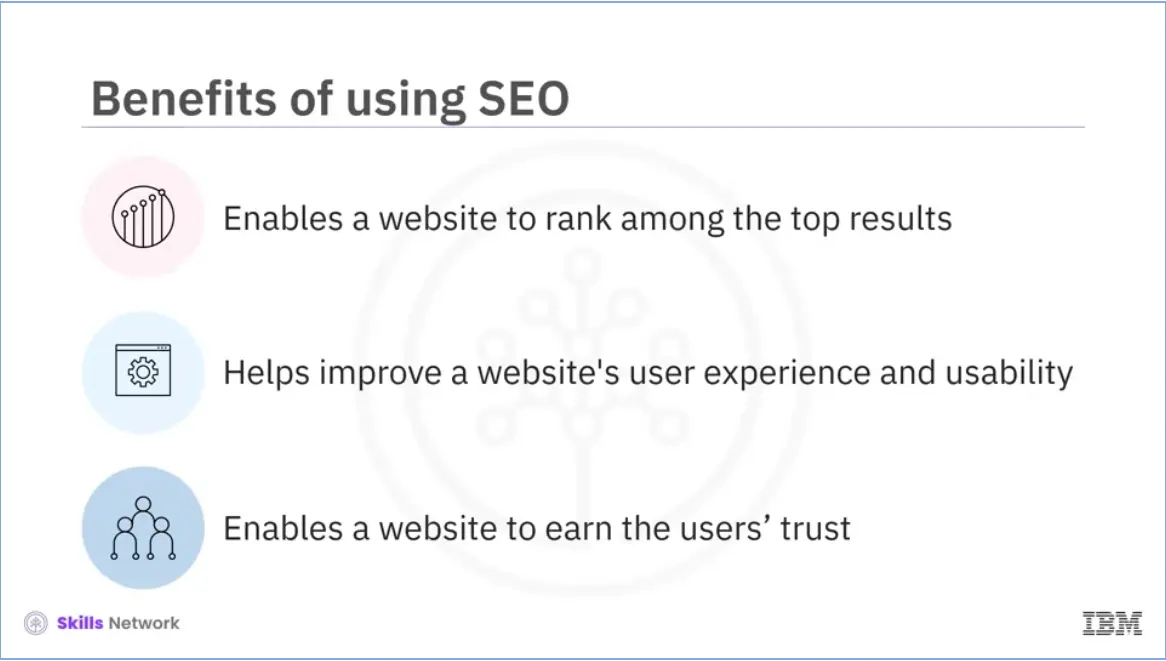 Benefits of using SEO
Enables a website to rank among the top results
Helps improve a website's user experience and usability
Enables a website to earn the users’ trust
Skills Network
IBM